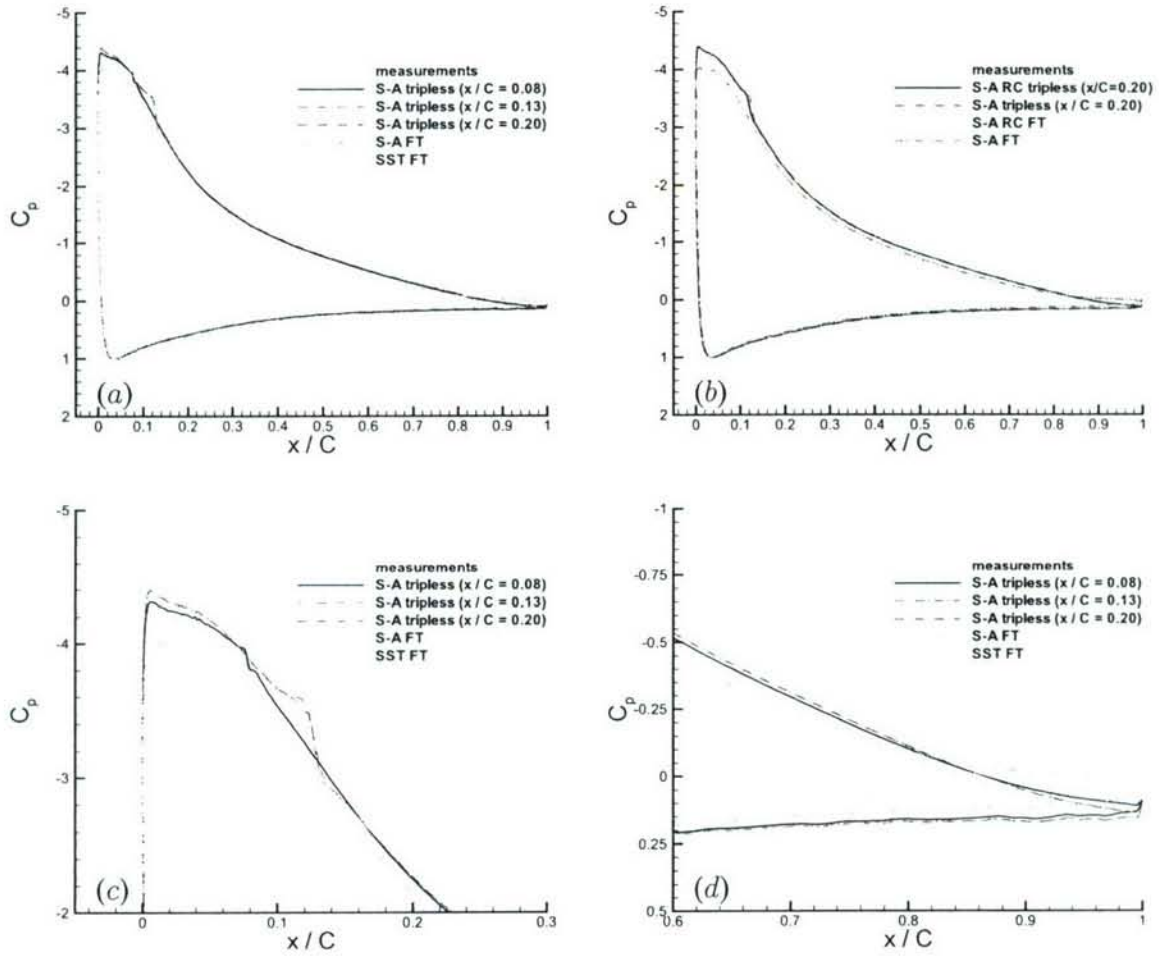 -5
-4
-3
-2
-1
0
1
2
C_p
measurements
S-A tripless (x / C = 0.08)
S-A tripless (x / C = 0.13)
S-A tripless (x / C = 0.20)
S-A FT
SST FT
(a)
0 0.1 0.2 0.3 0.4 0.5 0.6 0.7 0.8 0.9 1
x / C
-5
-4
-3
-2
-1
0
1
2
C_p
measurements
S-A RC tripless (x/C=0.20)
S-A tripless (x / C = 0.20)
S-A RC FT
S-A FT
(b)
0 0.1 0.2 0.3 0.4 0.5 0.6 0.7 0.8 0.9 1
x / C
-5
-4
-3
-2
C_p
measurements
S-A tripless (x / C = 0.08)
S-A tripless (x / C = 0.13)
S-A tripless (x / C = 0.20)
S-A FT
SST FT
(c)
0 0.1 0.2 0.3
x / C
-1
-0.75
-0.5
-0.25
0
0.25
0.5
C_p
measurements
S-A tripless (x / C = 0.08)
S-A tripless (x / C = 0.13)
S-A tripless (x / C = 0.20)
S-A FT
SST FT
(d)
0.6 0.7 0.8 0.9 1
x / C